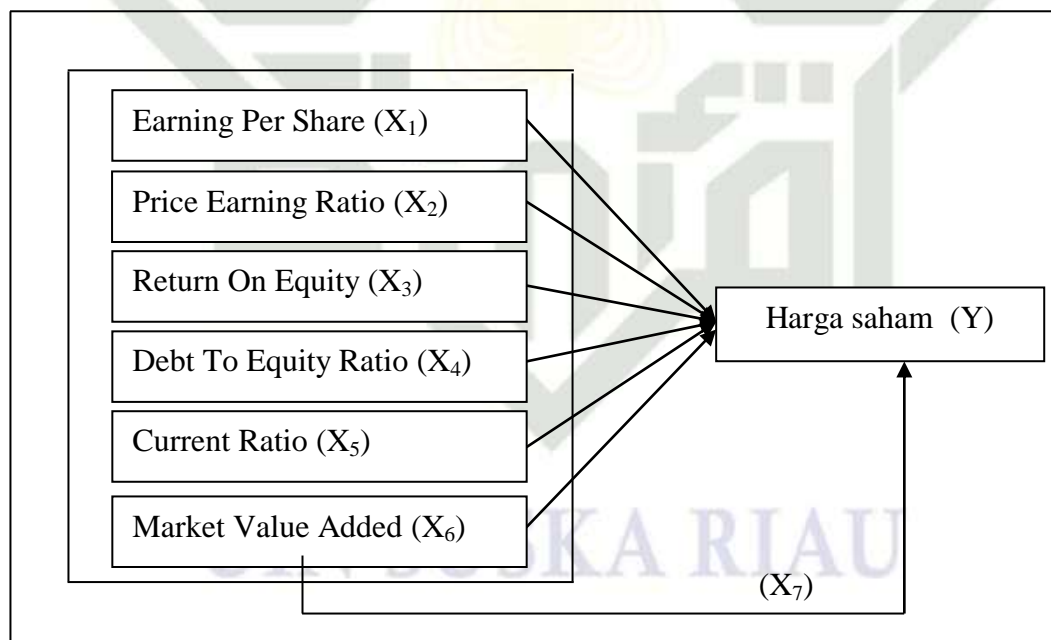 Earning Per Share (X₁)
Price Earning Ratio (X₂)
Return On Equity (X₃)
Harga saham (Y)
Debt To Equity Ratio (X₄)
Current Ratio (X₅)
Market Value Added (X₆)
SUSKA RIAU
(X₇)